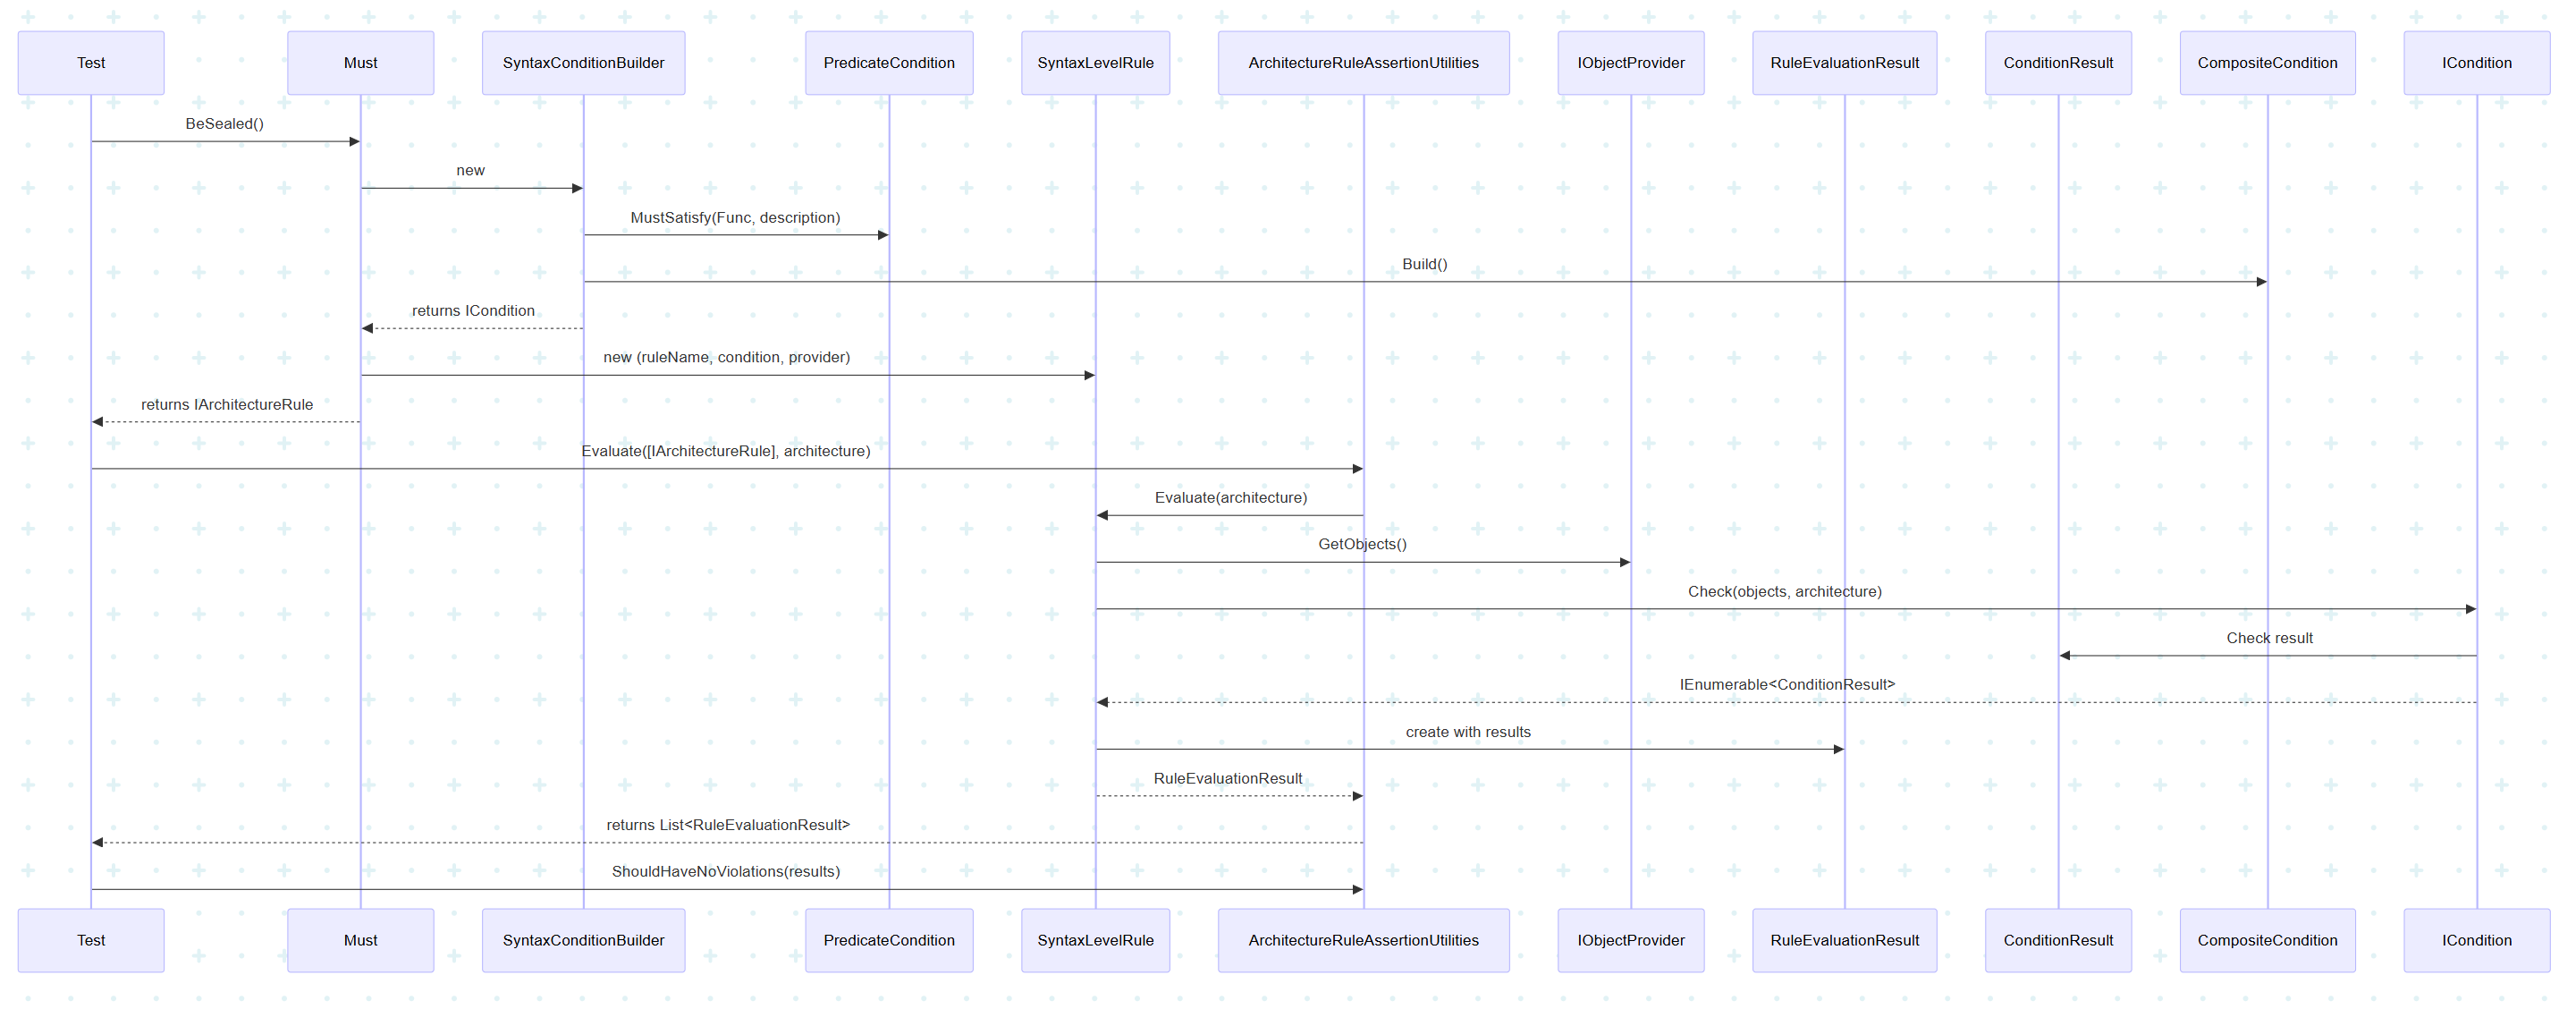 Test
Must
SyntaxConditionBuilder
PredicateCondition
SyntaxLevelRule
ArchitectureRuleAssertionUtilities
IObjectProvider
RuleEvaluationResult
ConditionResult
CompositeCondition
ICondition
BeSealed()
new
MustSatisfy(Func, description)
Build()
returns ICondition
new (ruleName, condition, provider)
returns IArchitectureRule
Evaluate([IArchitectureRule], architecture)
Evaluate(architecture)
GetObjects()
Check(objects, architecture)
Check result
IEnumerable<ConditionResult>
create with results
RuleEvaluationResult
returns List<RuleEvaluationResult>
ShouldHaveNoViolations(results)
Test
Must
SyntaxConditionBuilder
PredicateCondition
SyntaxLevelRule
ArchitectureRuleAssertionUtilities
IObjectProvider
RuleEvaluationResult
ConditionResult
CompositeCondition
ICondition